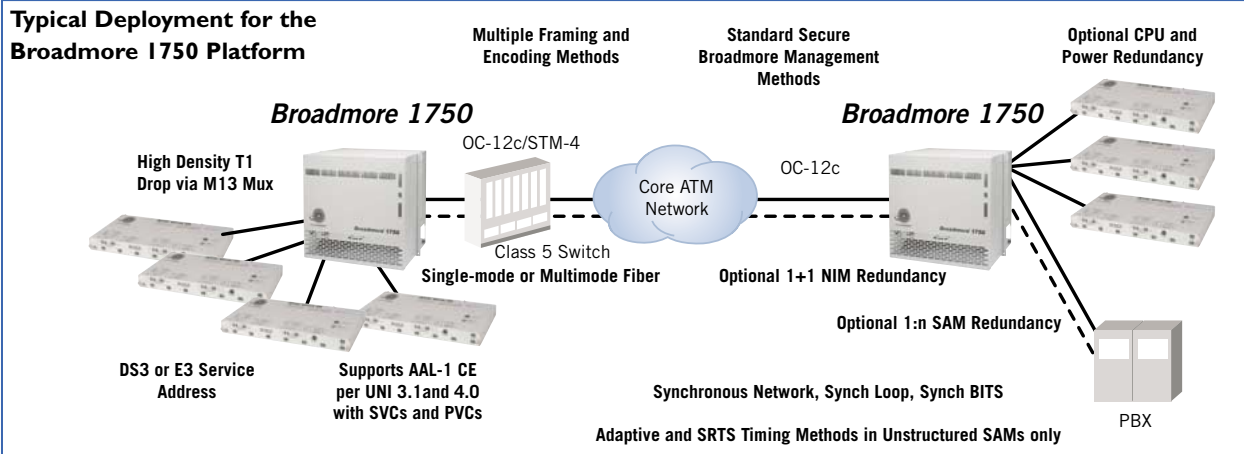 Typical Deployment for the
Broadmore 1750 Platform
Multiple Framing and
Encoding Methods
Standard Secure
Broadmore Management
Methods
Optional CPU and
Power Redundancy
Broadmore 1750
Broadmore 1750
OC-12c/STM-4
High Density T1
Drop via M13 Mux
Core ATM
Network
OC-12c
Broadmore 1750
Broadmore 1750
Class 5 Switch
Single-mode or Multimode Fiber
Optional 1+1 NIM Redundancy
Optional 1:n SAM Redundancy
DS3 or E3 Service
Address
Supports AAL-1 CE
per UNI 3.1and 4.0
with SVCs and PVCs
Synchronous Network, Synch Loop, Synch BITS
PBX
Adaptive and SRTS Timing Methods in Unstructured SAMs only